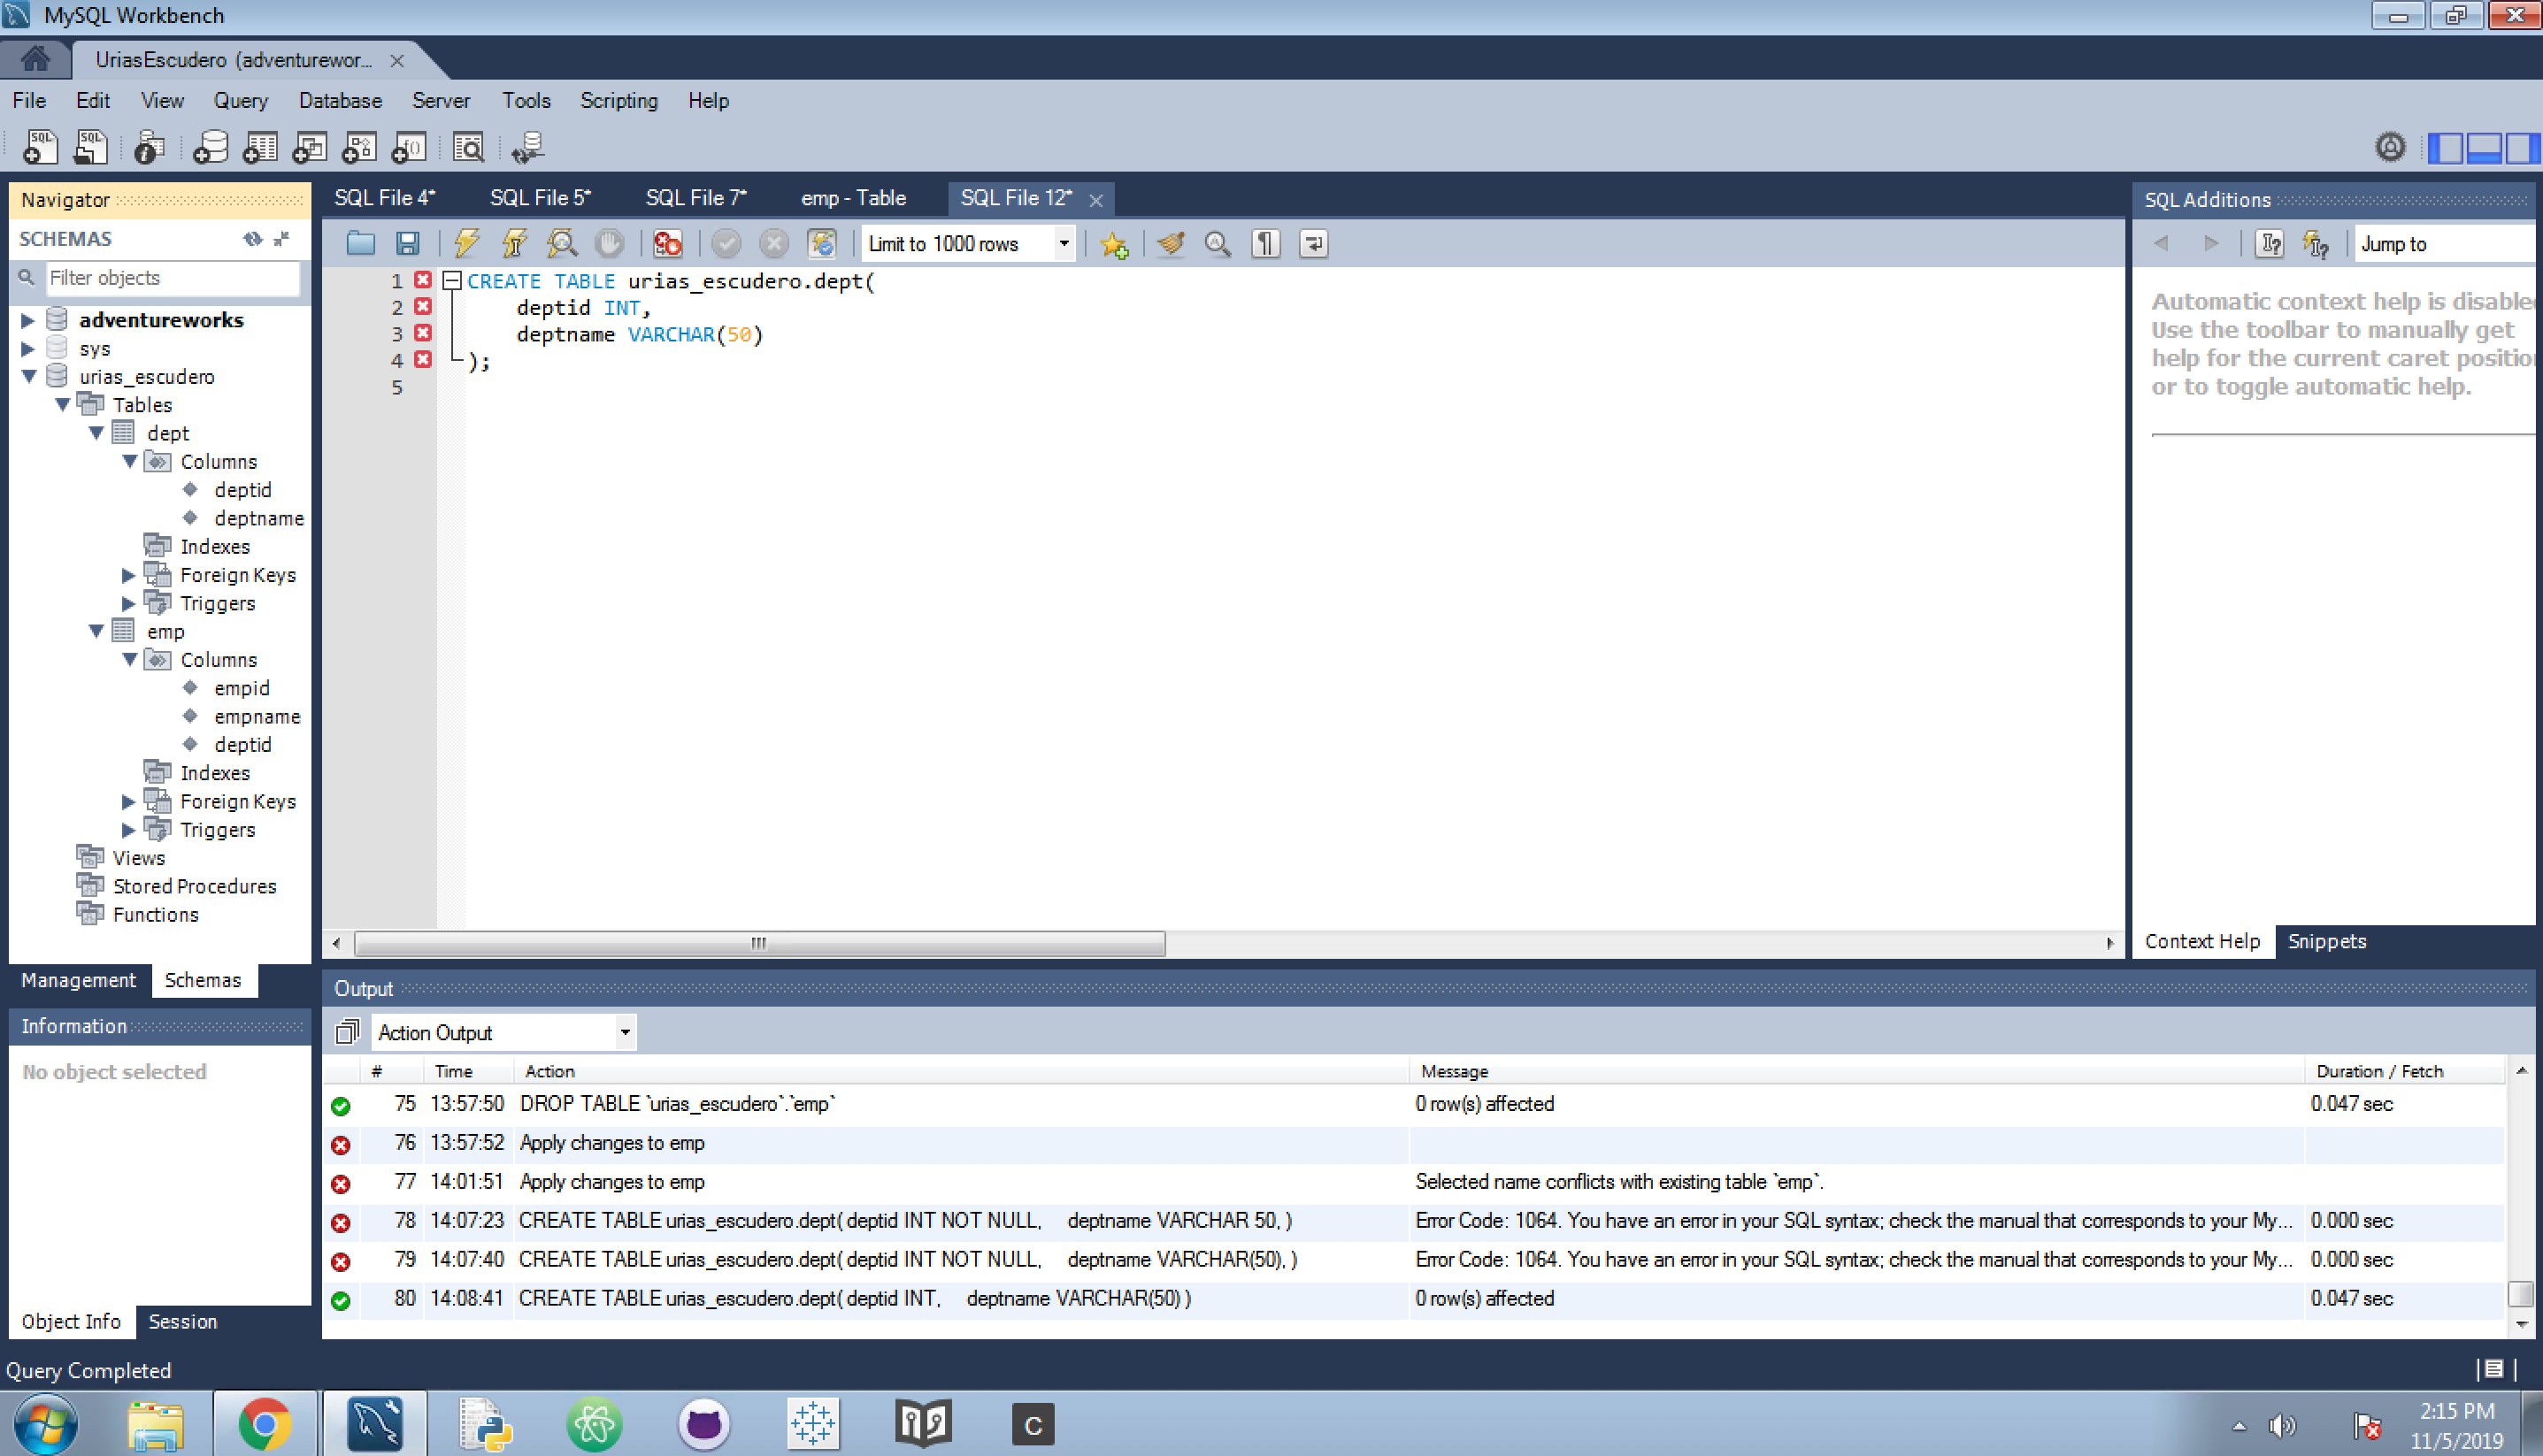 MySQL Workbench
UriasEscudero (adventurewor...
File Edit View Query Database Server Tools Scripting Help
Navigator
SCHEMAS
Filter objects
adventureworks
sys
urias_escudero
Tables
dept
Columns
deptid
deptname
Indexes
Foreign Keys
Triggers
emp
Columns
empid
empname
deptid
Indexes
Foreign Keys
Triggers
Views
Stored Procedures
Functions
Management Schemas
Information
No object selected
Object Info Session
SQL File 4* SQL File 5* SQL File 7* emp - Table SQL File 12*
Limit to 1000 rows
1 CREATE TABLE urias_escudero.dept(
2 deptid INT,
3 deptname VARCHAR(50)
4 );
5
SQL Additions
Jump to
Automatic context help is disable
Use the toolbar to manually get
help for the current caret positio
or to toggle automatic help.
Context Help Snippets
Output
Action Output
# Time Action Message Duration / Fetch
75 13:57:50 DROP TABLE `urias_escudero`.`emp` 0 row(s) affected 0.047 sec
76 13:57:52 Apply changes to emp
77 14:01:51 Apply changes to emp Selected name conflicts with existing table `emp`.
78 14:07:23 CREATE TABLE urias_escudero.dept( deptid INT NOT NULL, deptname VARCHAR 50, ) Error Code: 1064. You have an error in your SQL syntax; check the manual that corresponds to your My... 0.000 sec
79 14:07:40 CREATE TABLE urias_escudero.dept( deptid INT NOT NULL, deptname VARCHAR(50), ) Error Code: 1064. You have an error in your SQL syntax; check the manual that corresponds to your My... 0.000 sec
80 14:08:41 CREATE TABLE urias_escudero.dept( deptid INT, deptname VARCHAR(50) ) 0 row(s) affected 0.047 sec
Query Completed
C
2:15 PM
11/5/2019